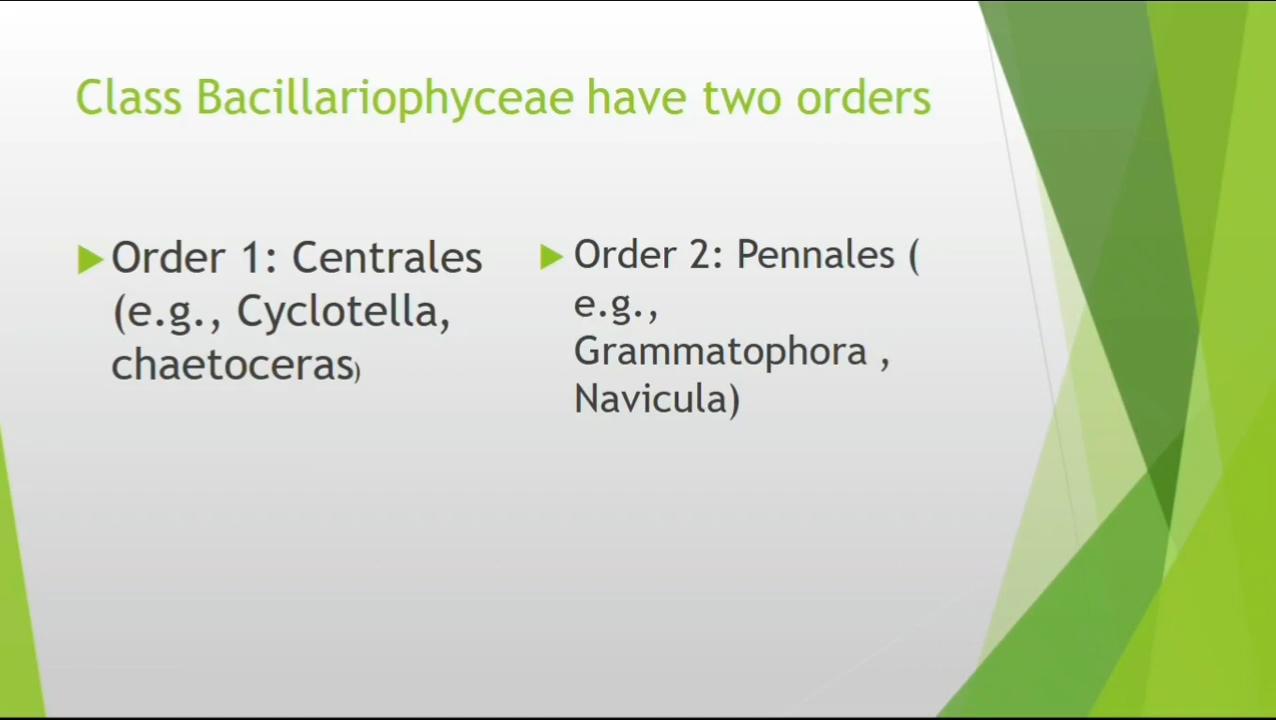 Class Bacillariophyceae have two orders
Order 1: Centrales
(e.g., Cyclotella,
chaetoceras)
Order 2: Pennales (
e.g.,
Grammatophora ,
Navicula)